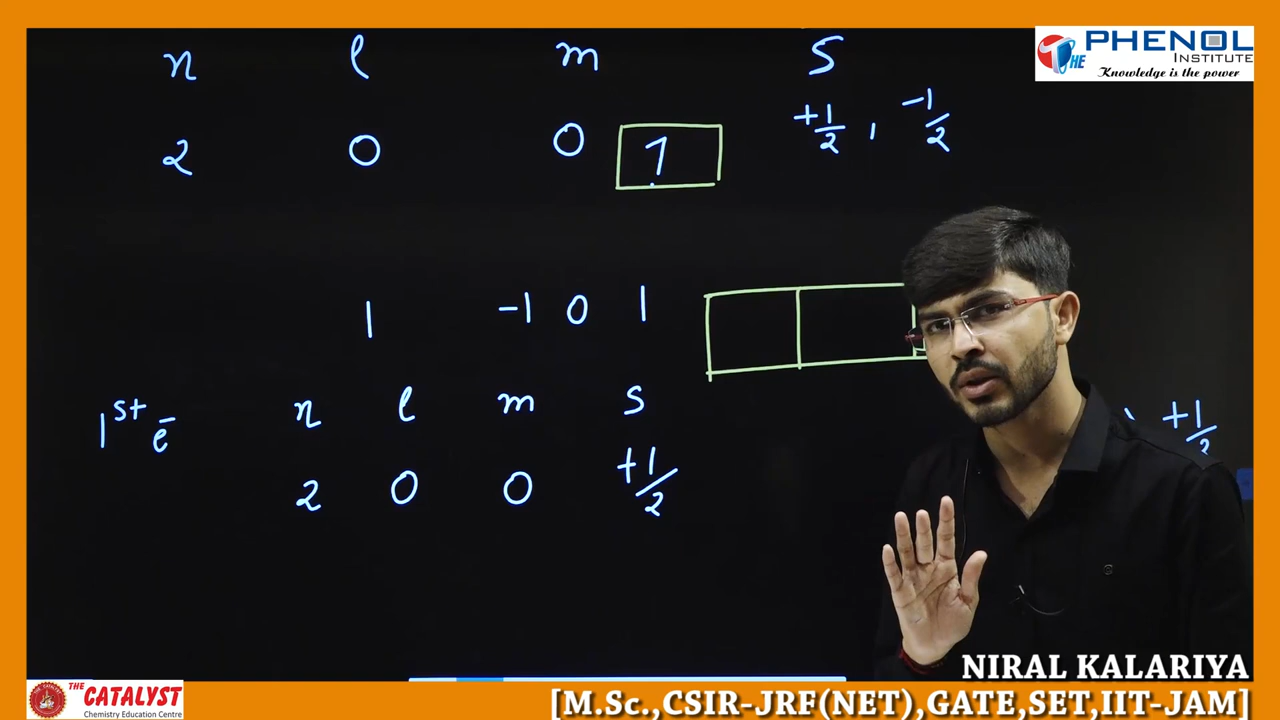 n l m s
2 0 0 1 +1/2 , -1/2
1 -1 0 1
1st e̅ n l m s
2 0 0 +1/2
, +1/2
THE PHENOL
INSTITUTE
Knowledge is the power
THE CATALYST
Chemistry Education Centre
NIRAL KALARIYA
[M.Sc.,CSIR-JRF(NET),GATE,SET,IIT-JAM]